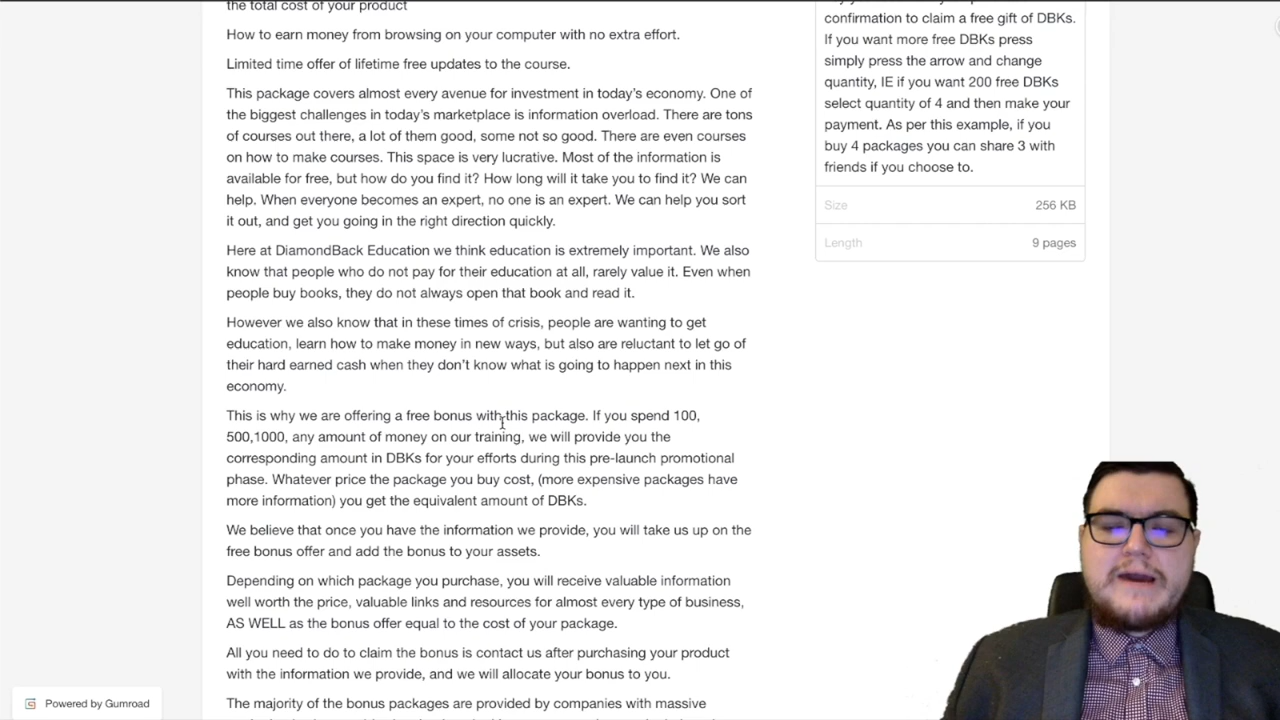 the total cost of your product
How to earn money from browsing on your computer with no extra effort.
Limited time offer of lifetime free updates to the course.
This package covers almost every avenue for investment in today’s economy. One of
the biggest challenges in today’s marketplace is information overload. There are tons
of courses out there, a lot of them good, some not so good. There are even courses
on how to make courses. This space is very lucrative. Most of the information is
available for free, but how do you find it? How long will it take you to find it? We can
help. When everyone becomes an expert, no one is an expert. We can help you sort
it out, and get you going in the right direction quickly.
Here at DiamondBack Education we think education is extremely important. We also
know that people who do not pay for their education at all, rarely value it. Even when
people buy books, they do not always open that book and read it.
However we also know that in these times of crisis, people are wanting to get
education, learn how to make money in new ways, but also are reluctant to let go of
their hard earned cash when they don’t know what is going to happen next in this
economy.
This is why we are offering a free bonus with this package. If you spend 100,
500,1000, any amount of money on our training, we will provide you the
corresponding amount in DBKs for your efforts during this pre-launch promotional
phase. Whatever price the package you buy cost, (more expensive packages have
more information) you get the equivalent amount of DBKs.
We believe that once you have the information we provide, you will take us up on the
free bonus offer and add the bonus to your assets.
Depending on which package you purchase, you will receive valuable information
well worth the price, valuable links and resources for almost every type of business,
AS WELL as the bonus offer equal to the cost of your package.
All you need to do to claim the bonus is contact us after purchasing your product
with the information we provide, and we will allocate your bonus to you.
The majority of the bonus packages are provided by companies with massive
confirmation to claim a free gift of DBKs.
If you want more free DBKs press
simply press the arrow and change
quantity, IE if you want 200 free DBKs
select quantity of 4 and then make your
payment. As per this example, if you
buy 4 packages you can share 3 with
friends if you choose to.
Size 256 KB
Length 9 pages
Powered by Gumroad